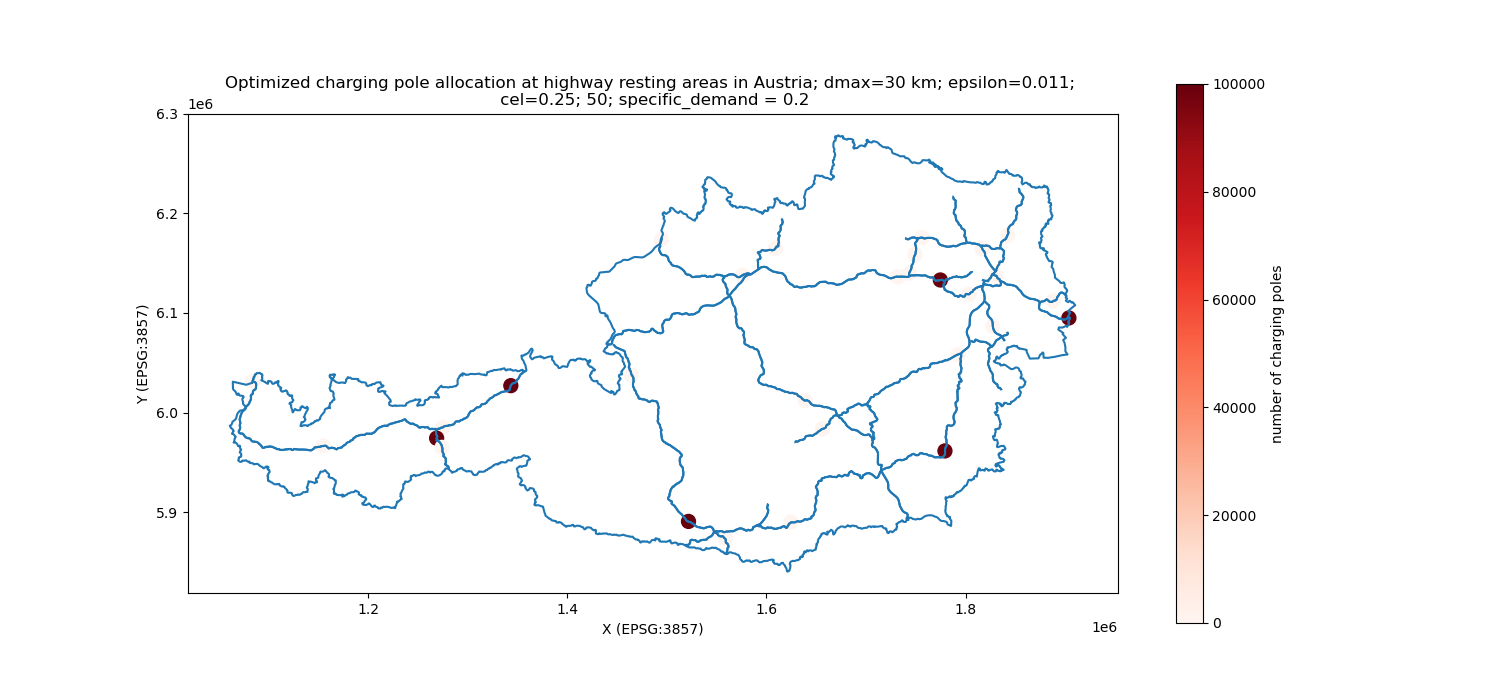 Optimized charging pole allocation at highway resting areas in Austria; dmax=30 km; epsilon=0.011;
cel=0.25; 50; specific_demand = 0.2
1e6
6.3
6.2
6.1
6.0
5.9
Y (EPSG:3857)
1.2
1.4
1.6
1.8
1e6
X (EPSG:3857)
100000
80000
60000
40000
20000
0
number of charging poles